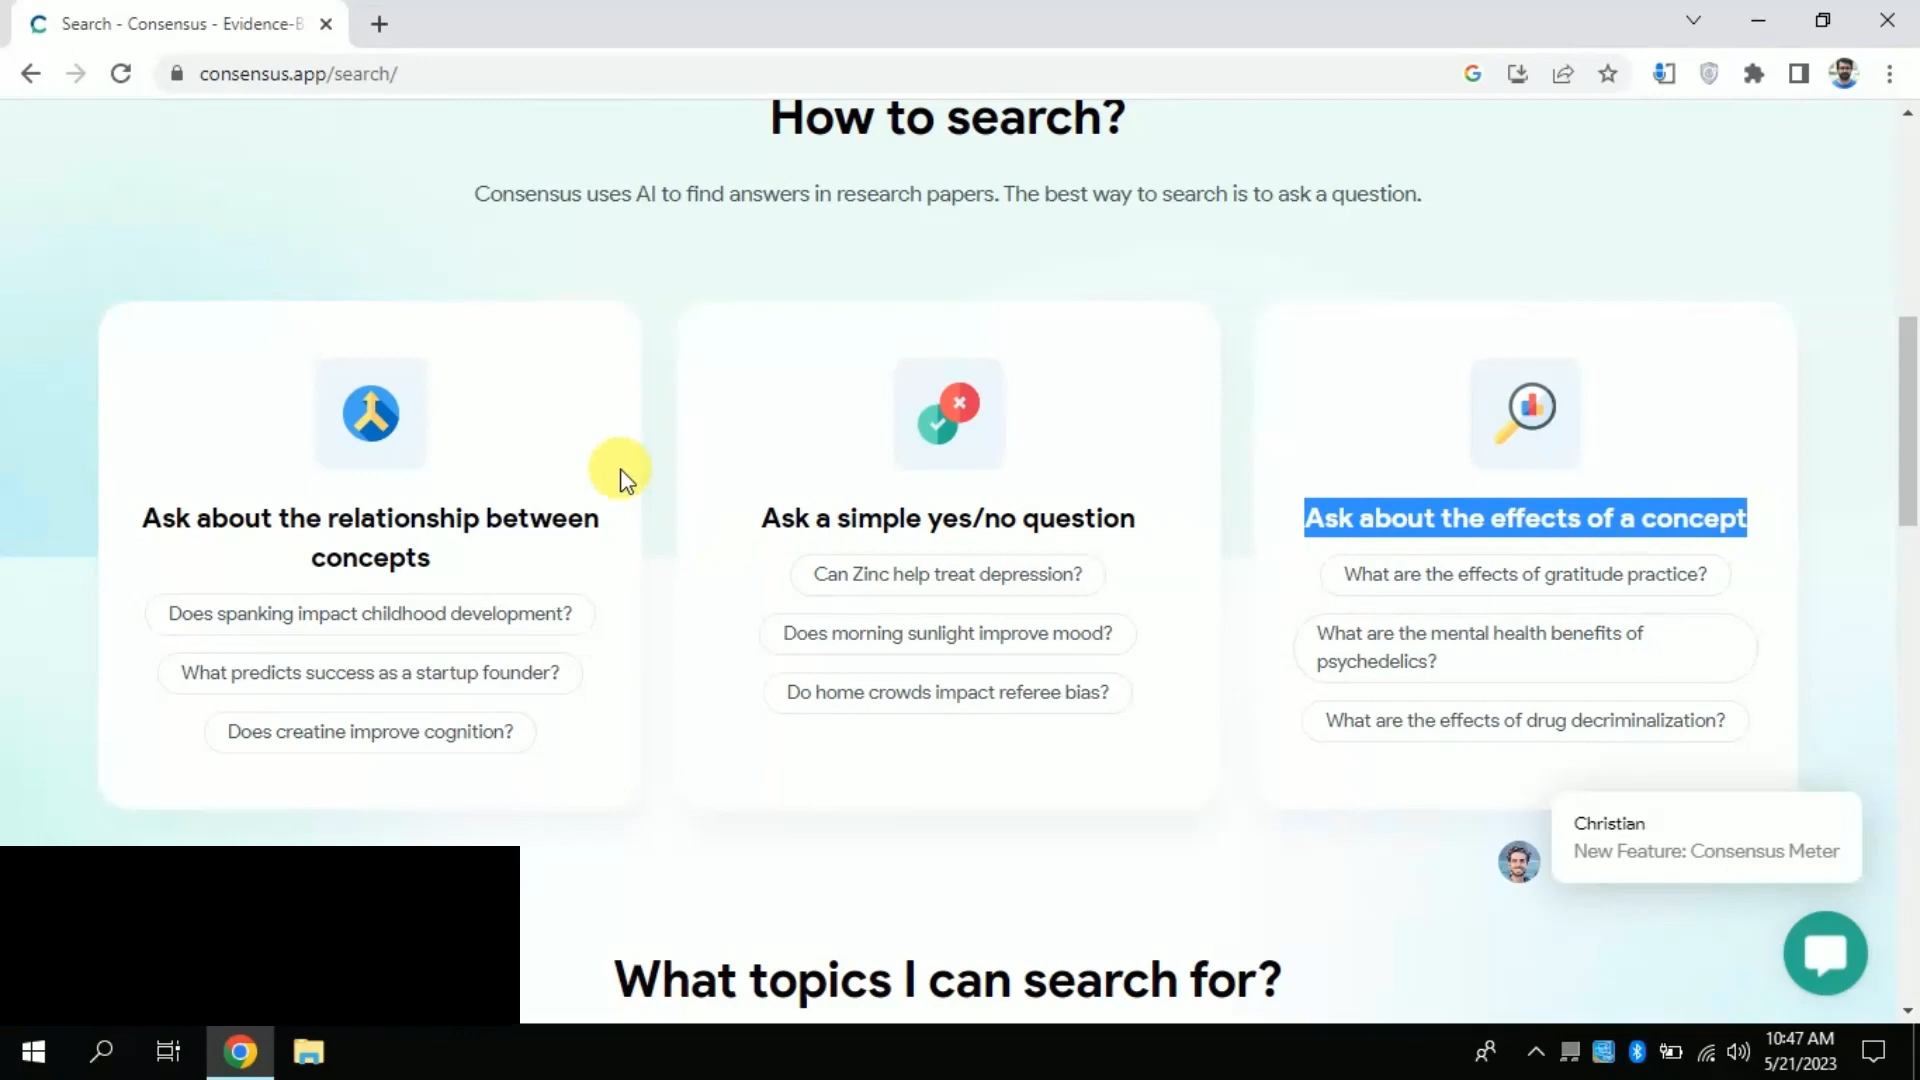 Search - Consensus - Evidence-B
consensus.app/search/
How to search?
Consensus uses AI to find answers in research papers. The best way to search is to ask a question.
Ask about the relationship between
concepts
Does spanking impact childhood development?
What predicts success as a startup founder?
Does creatine improve cognition?
Ask a simple yes/no question
Can Zinc help treat depression?
Does morning sunlight improve mood?
Do home crowds impact referee bias?
Ask about the effects of a concept
What are the effects of gratitude practice?
What are the mental health benefits of
psychedelics?
What are the effects of drug decriminalization?
Christian
New Feature: Consensus Meter
What topics I can search for?
10:47 AM
5/21/2023